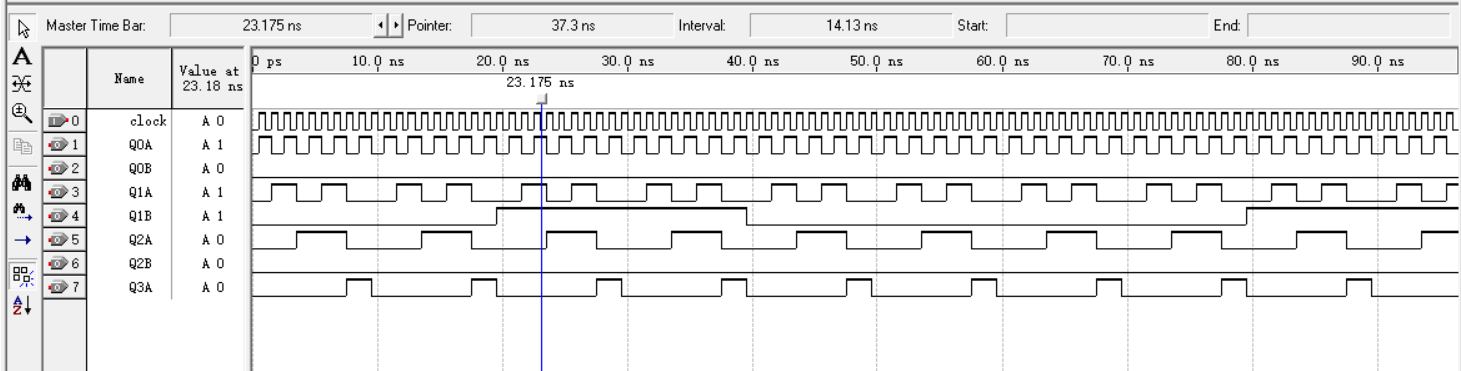 Master Time Bar: 23.175 ns Pointer: 37.3 ns Interval: 14.13 ns Start: End:
A Name Value at 23.18 ns 0 ps 10.0 ns 20.0 ns 30.0 ns 40.0 ns 50.0 ns 60.0 ns 70.0 ns 80.0 ns 90.0 ns
23.175 ns
0 clock A 0
1 Q0A A 1
2 Q0B A 0
3 Q1A A 1
4 Q1B A 1
5 Q2A A 0
6 Q2B A 0
7 Q3A A 0
A
Z